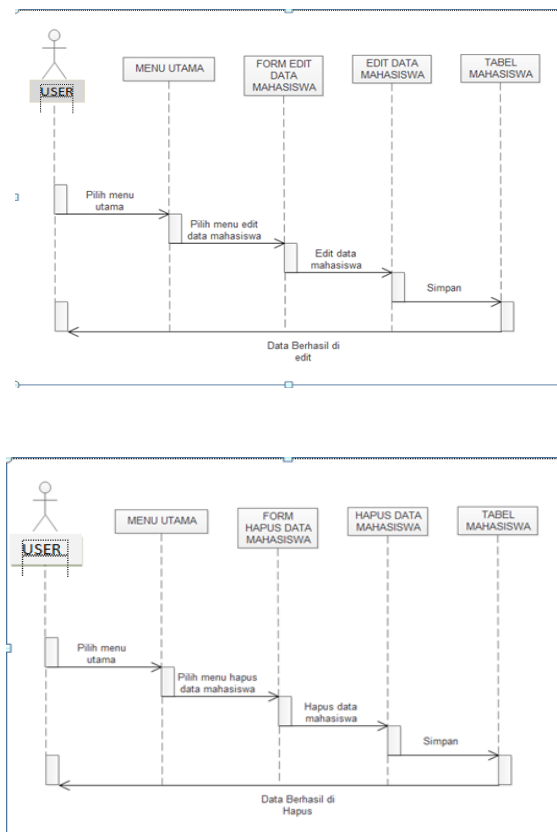 USER
MENU UTAMA
FORM EDIT
DATA
MAHASISWA
EDIT DATA
MAHASISWA
TABEL
MAHASISWA
Pilih menu
utama
Pilih menu edit
data mahasiswa
Edit data
mahasiswa
Simpan
Data Berhasil di
edit
USER
MENU UTAMA
FORM
HAPUS DATA
MAHASISWA
HAPUS DATA
MAHASISWA
TABEL
MAHASISWA
Pilih menu
utama
Pilih menu hapus
data mahasiswa
Hapus data
mahasiswa
Simpan
Data Berhasil di
Hapus